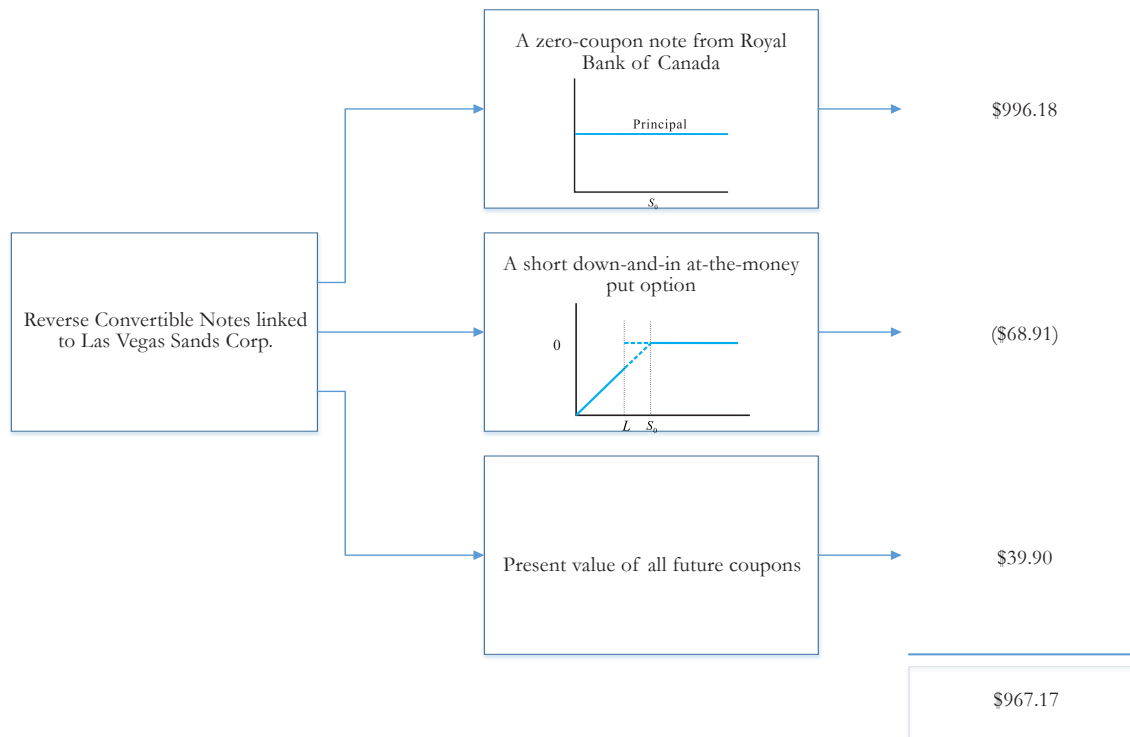 A zero-coupon note from Royal
Bank of Canada
Principal
S₀
$996.18
Reverse Convertible Notes linked
to Las Vegas Sands Corp.
A short down-and-in at-the-money
put option
0
L S₀
($68.91)
Present value of all future coupons
$39.90
$967.17